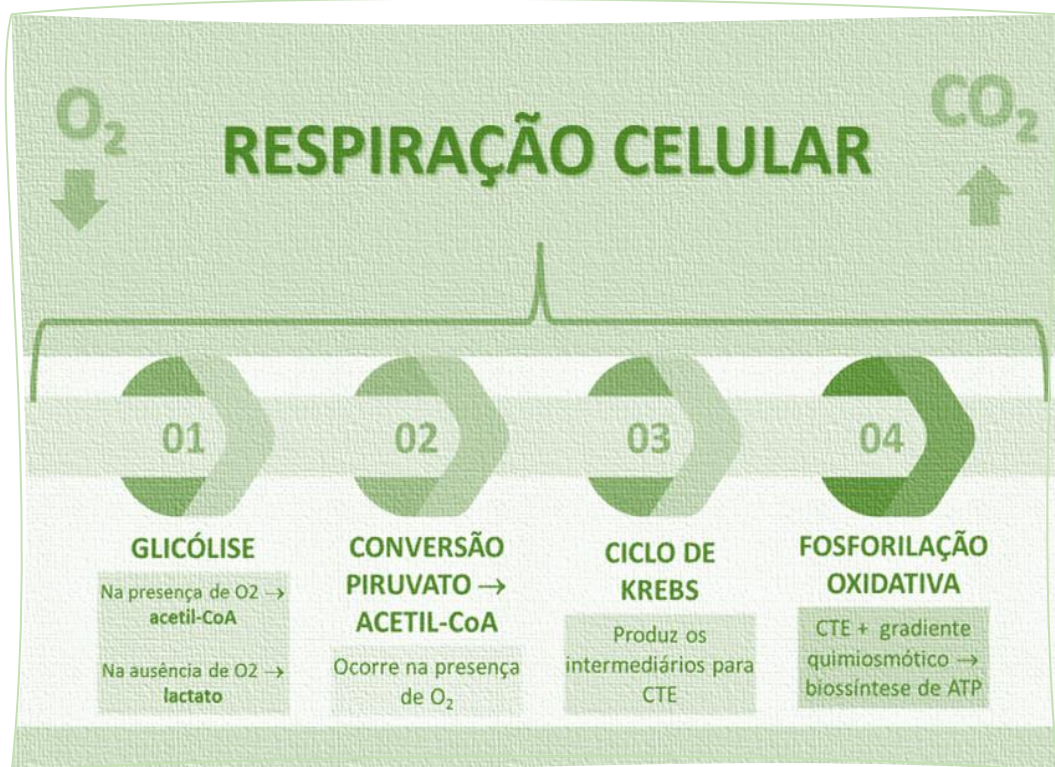 O₂
CO₂
RESPIRAÇÃO CELULAR
01
GLICÓLISE
Na presença de O2 →
acetil-CoA
Na ausência de O2 →
lactato
02
CONVERSÃO
PIRUVATO →
ACETIL-CoA
Ocorre na presença
de O₂
03
CICLO DE
KREBS
Produz os
intermediários para
CTE
04
FOSFORILAÇÃO
OXIDATIVA
CTE + gradiente
quimiosmótico →
biossíntese de ATP